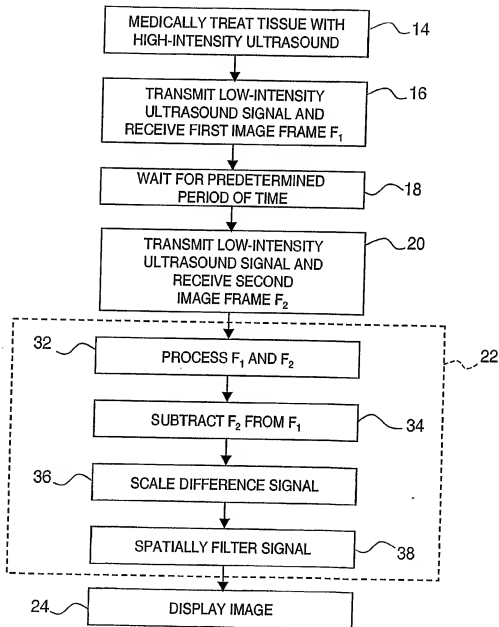 MEDICALLY TREAT TISSUE WITH
HIGH-INTENSITY ULTRASOUND
14
TRANSMIT LOW-INTENSITY
ULTRASOUND SIGNAL AND
RECEIVE FIRST IMAGE FRAME F₁
16
WAIT FOR PREDETERMINED
PERIOD OF TIME
18
TRANSMIT LOW-INTENSITY
ULTRASOUND SIGNAL AND
RECEIVE SECOND
IMAGE FRAME F₂
20
22
32
PROCESS F₁ AND F₂
SUBTRACT F₂ FROM F₁
34
36
SCALE DIFFERENCE SIGNAL
SPATIALLY FILTER SIGNAL
38
24
DISPLAY IMAGE